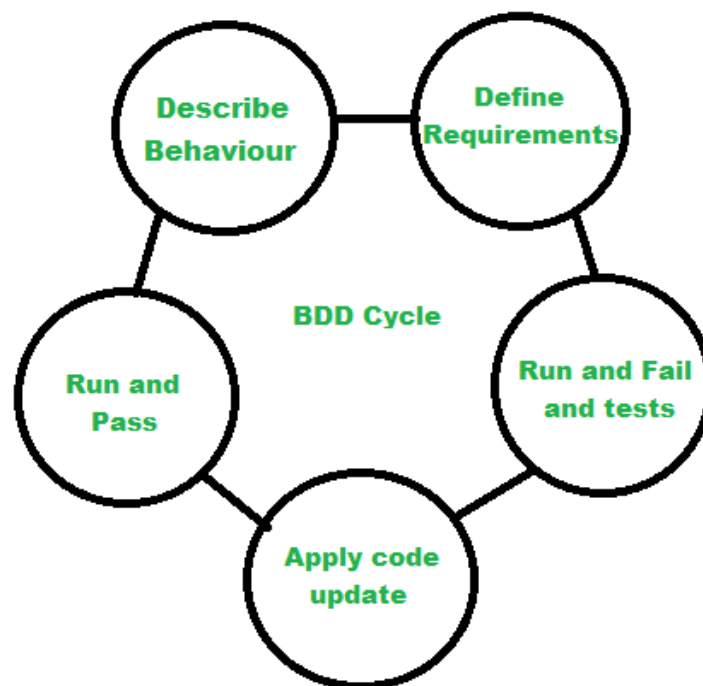 Describe
Behaviour
Define
Requirements
BDD Cycle
Run and Fail
and tests
Run and
Pass
Apply code
update